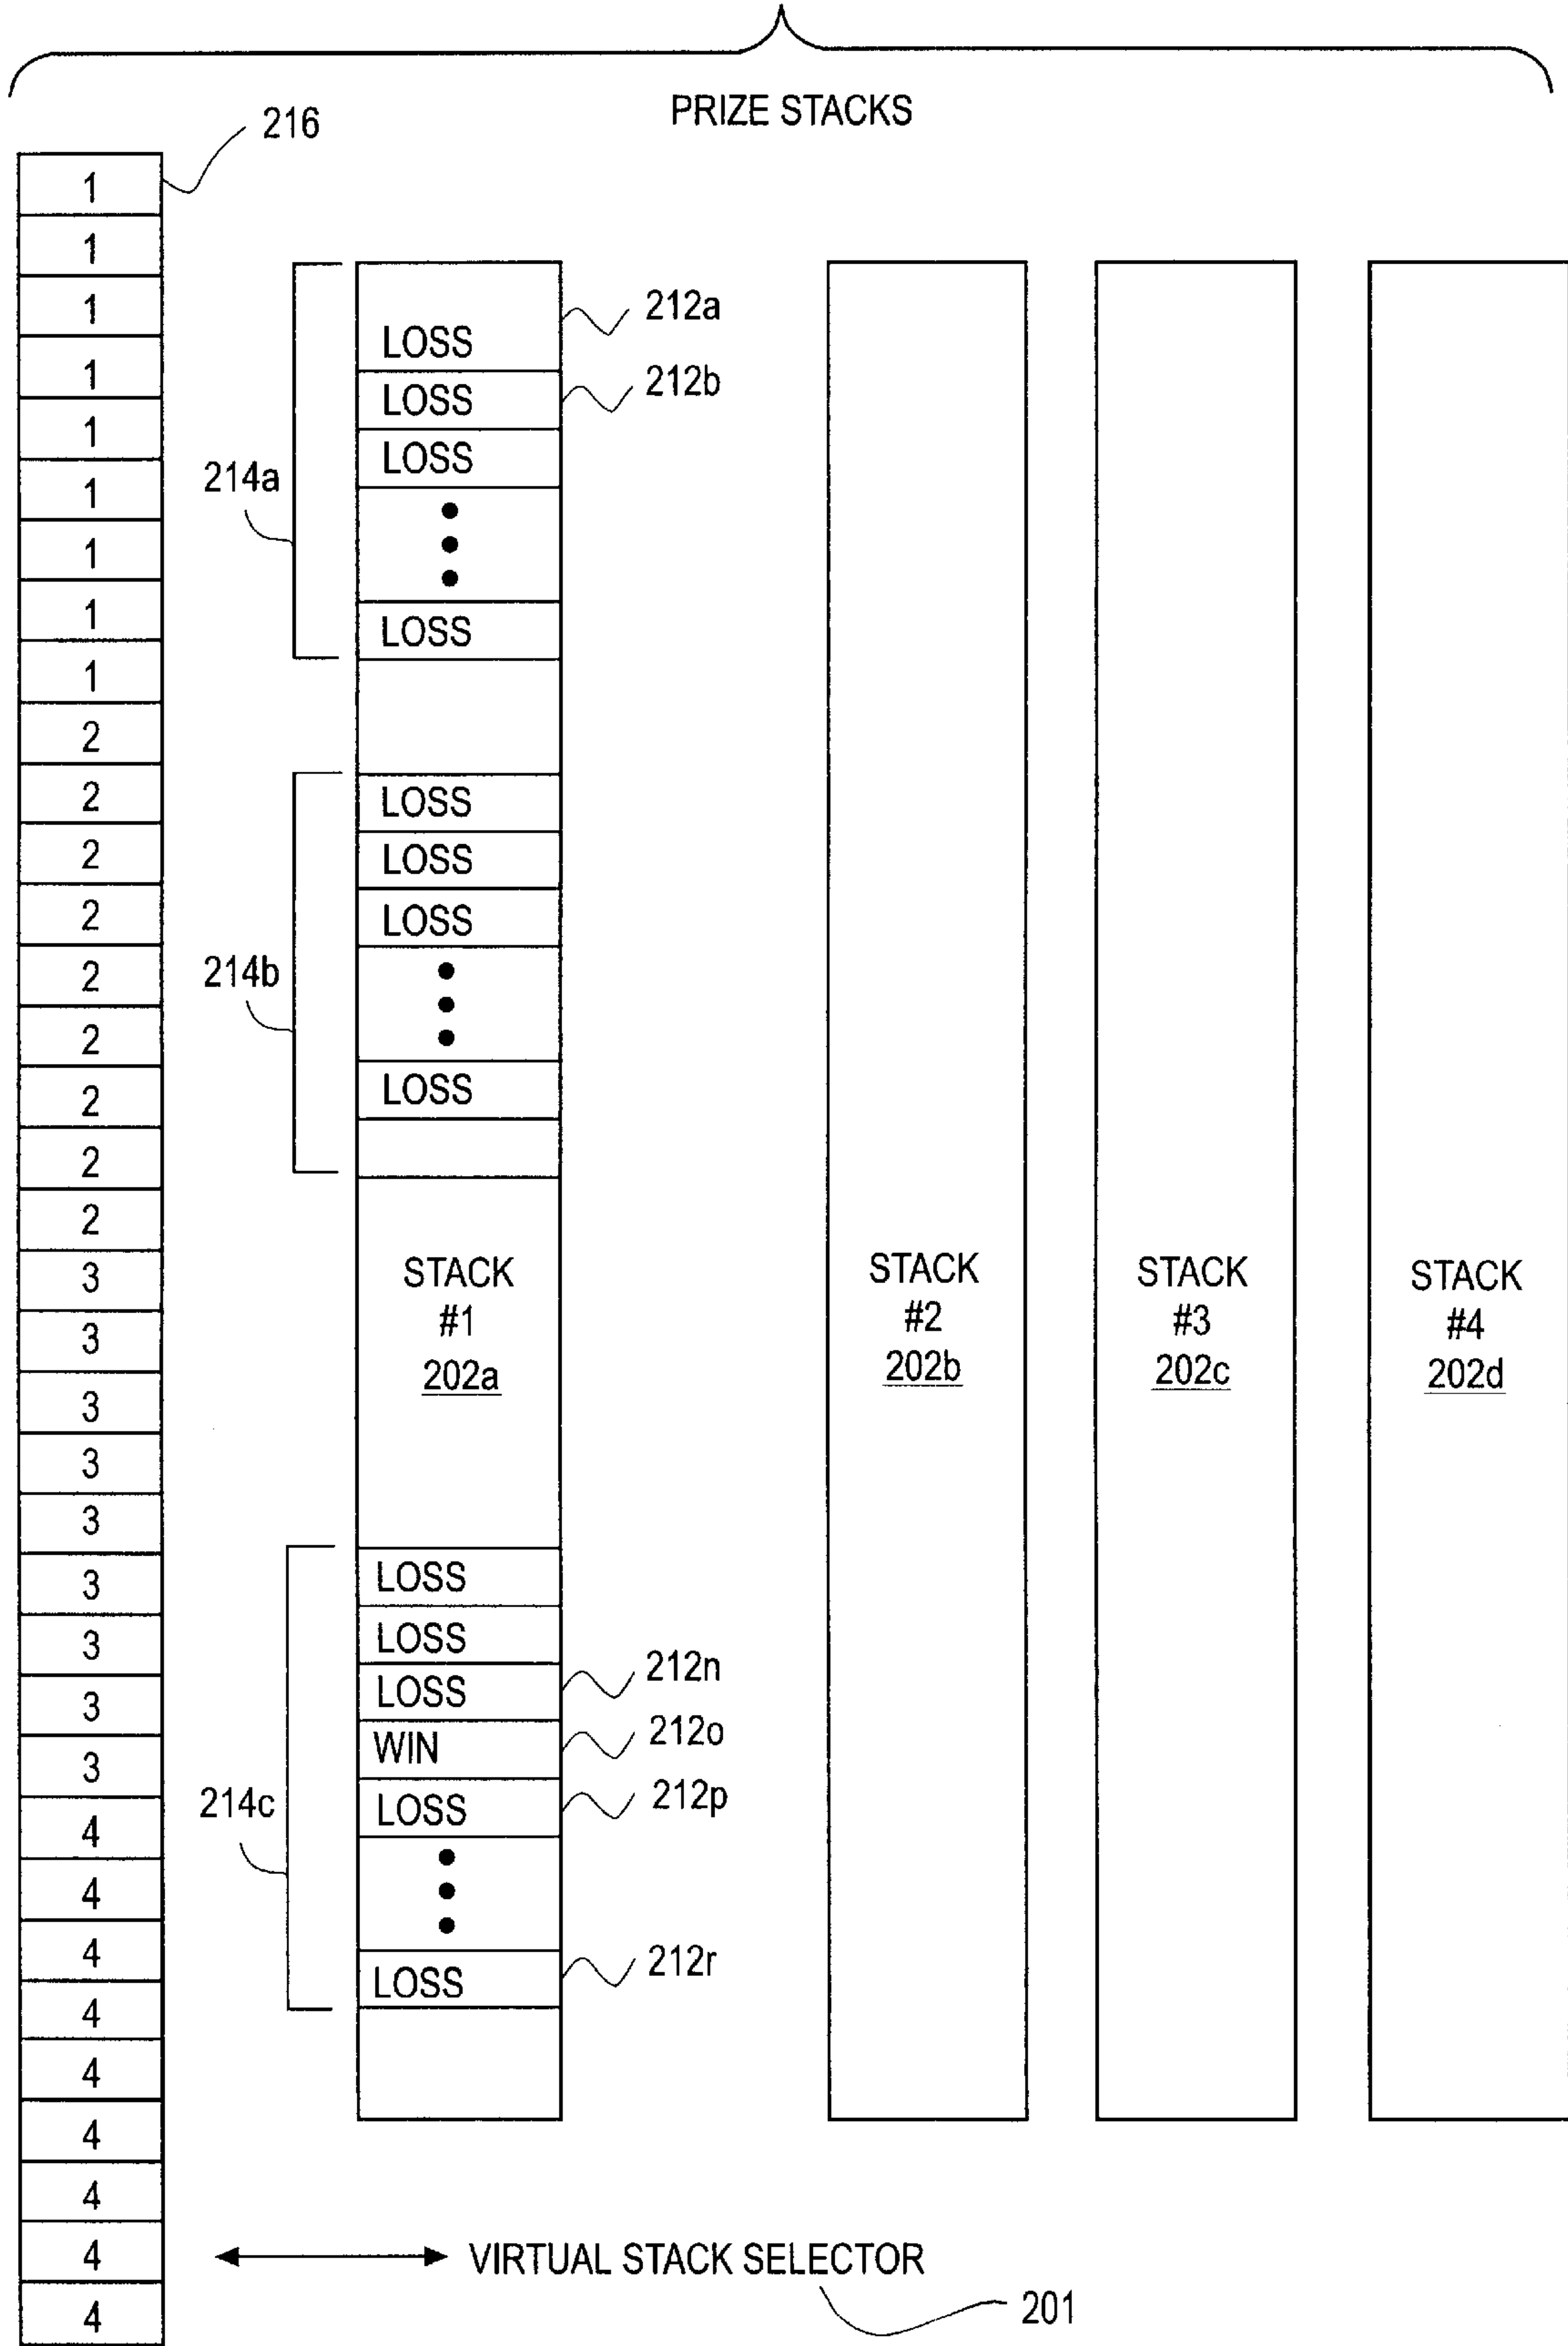 PRIZE STACKS
216
1
1
1
1
1
1
1
1
1
2
2
2
2
2
2
2
2
2
3
3
3
3
3
3
3
3
3
4
4
4
4
4
4
4
4
4
214a
214b
214c
LOSS
LOSS
LOSS
LOSS
LOSS
LOSS
LOSS
LOSS
STACK
#1
202a
LOSS
LOSS
LOSS
WIN
LOSS
LOSS
212a
212b
212n
212o
212p
212r
STACK
#2
202b
STACK
#3
202c
STACK
#4
202d
VIRTUAL STACK SELECTOR
201